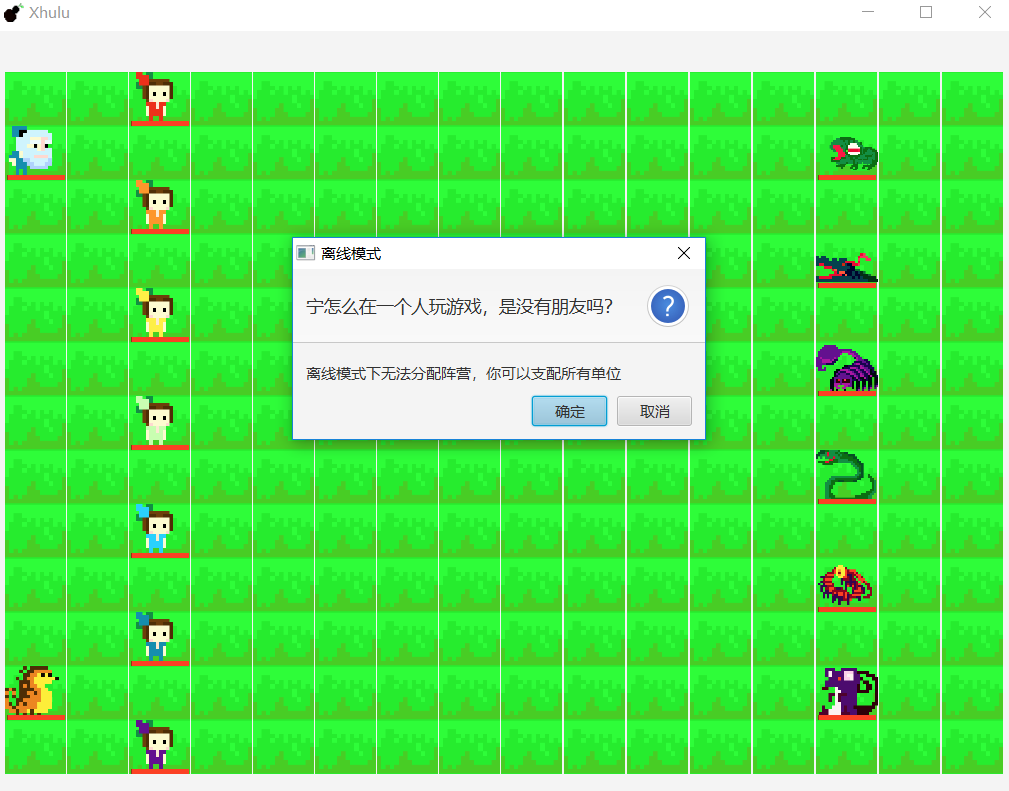 Xhulu
离线模式
宁怎么在一个人玩游戏，是没有朋友吗？
离线模式下无法分配阵营，你可以支配所有单位
确定 取消